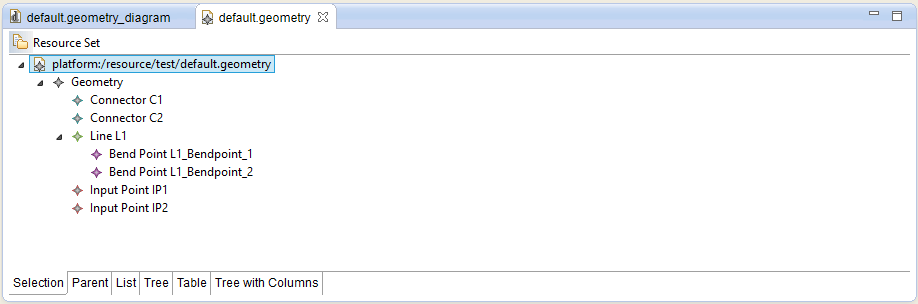 default.geometry_diagram default.geometry
Resource Set
platform:/resource/test/default.geometry
Geometry
Connector C1
Connector C2
Line L1
Bend Point L1_Bendpoint_1
Bend Point L1_Bendpoint_2
Input Point IP1
Input Point IP2
Selection Parent List Tree Table Tree with Columns